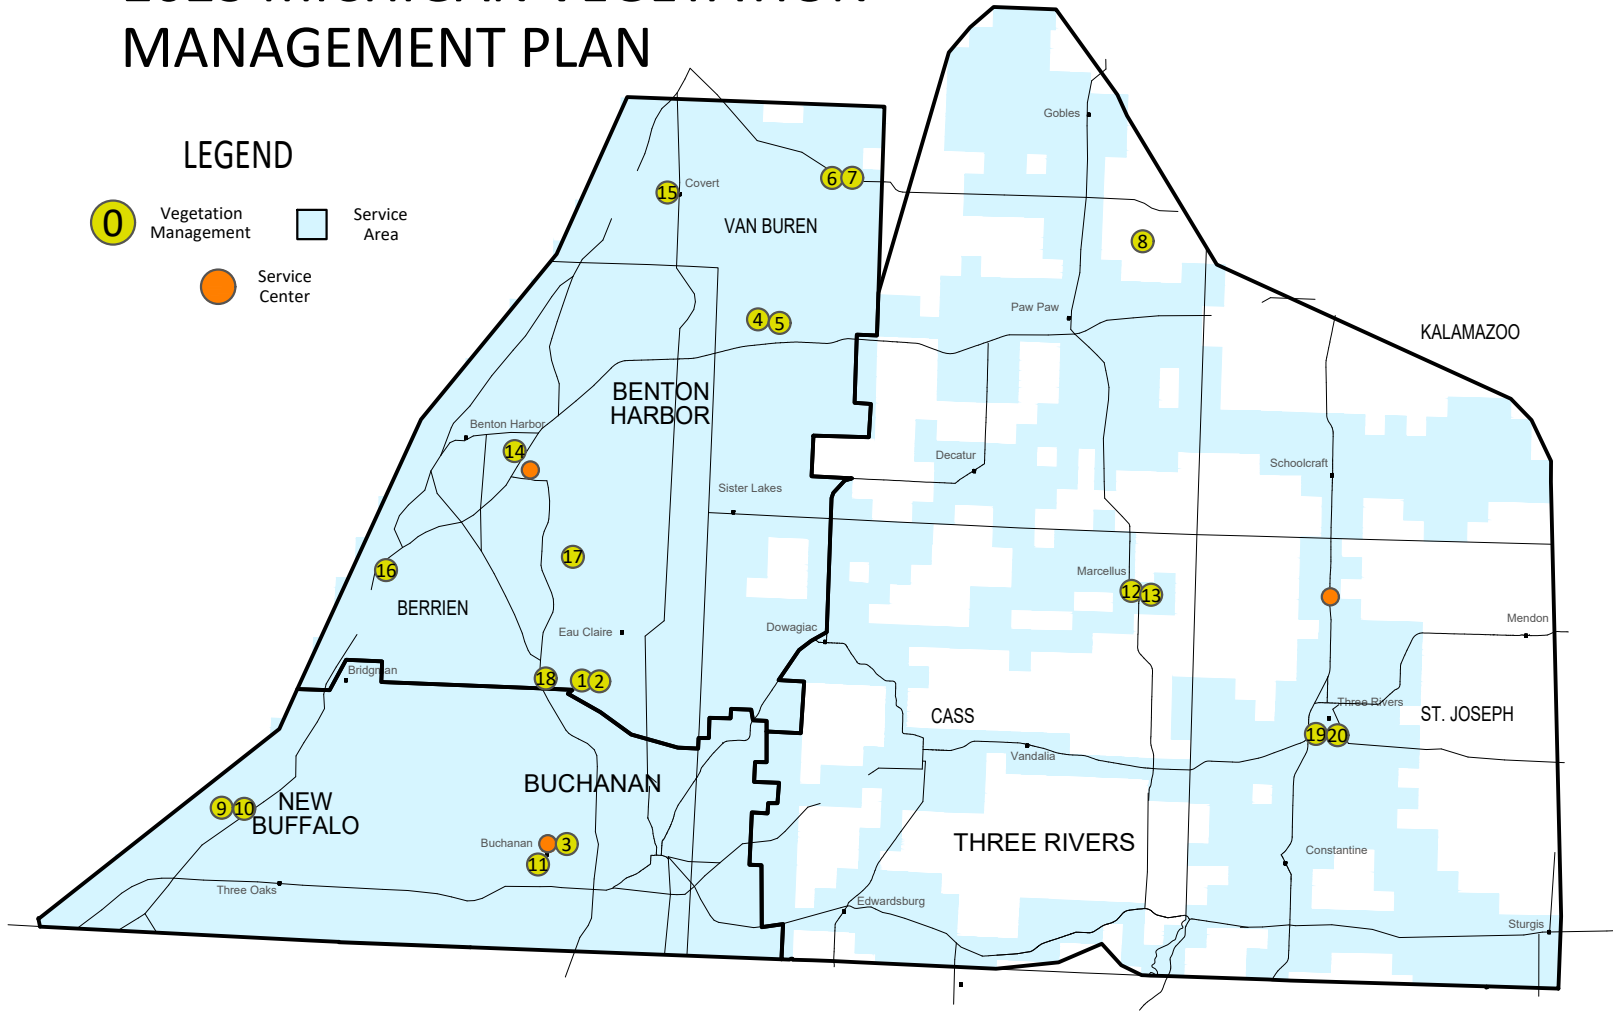 MANAGEMENT PLAN
LEGEND
0
Vegetation
Management
Service
Area
Service
Center
Gobles
6
7
15
Covert
VAN BUREN
8
Paw Paw
4
5
KALAMAZOO
BENTON
HARBOR
Benton Harbor
14
Decatur
Schoolcraft
Sister Lakes
17
16
Marcellus
12
13
BERRIEN
Mendon
Eau Claire
Dowagiac
Bridgman
18
1
2
Three Rivers
CASS
ST. JOSEPH
19
20
Vandalia
BUCHANAN
9
10
NEW
BUFFALO
Buchanan
3
11
THREE RIVERS
Constantine
Three Oaks
Edwardsburg
Sturgis